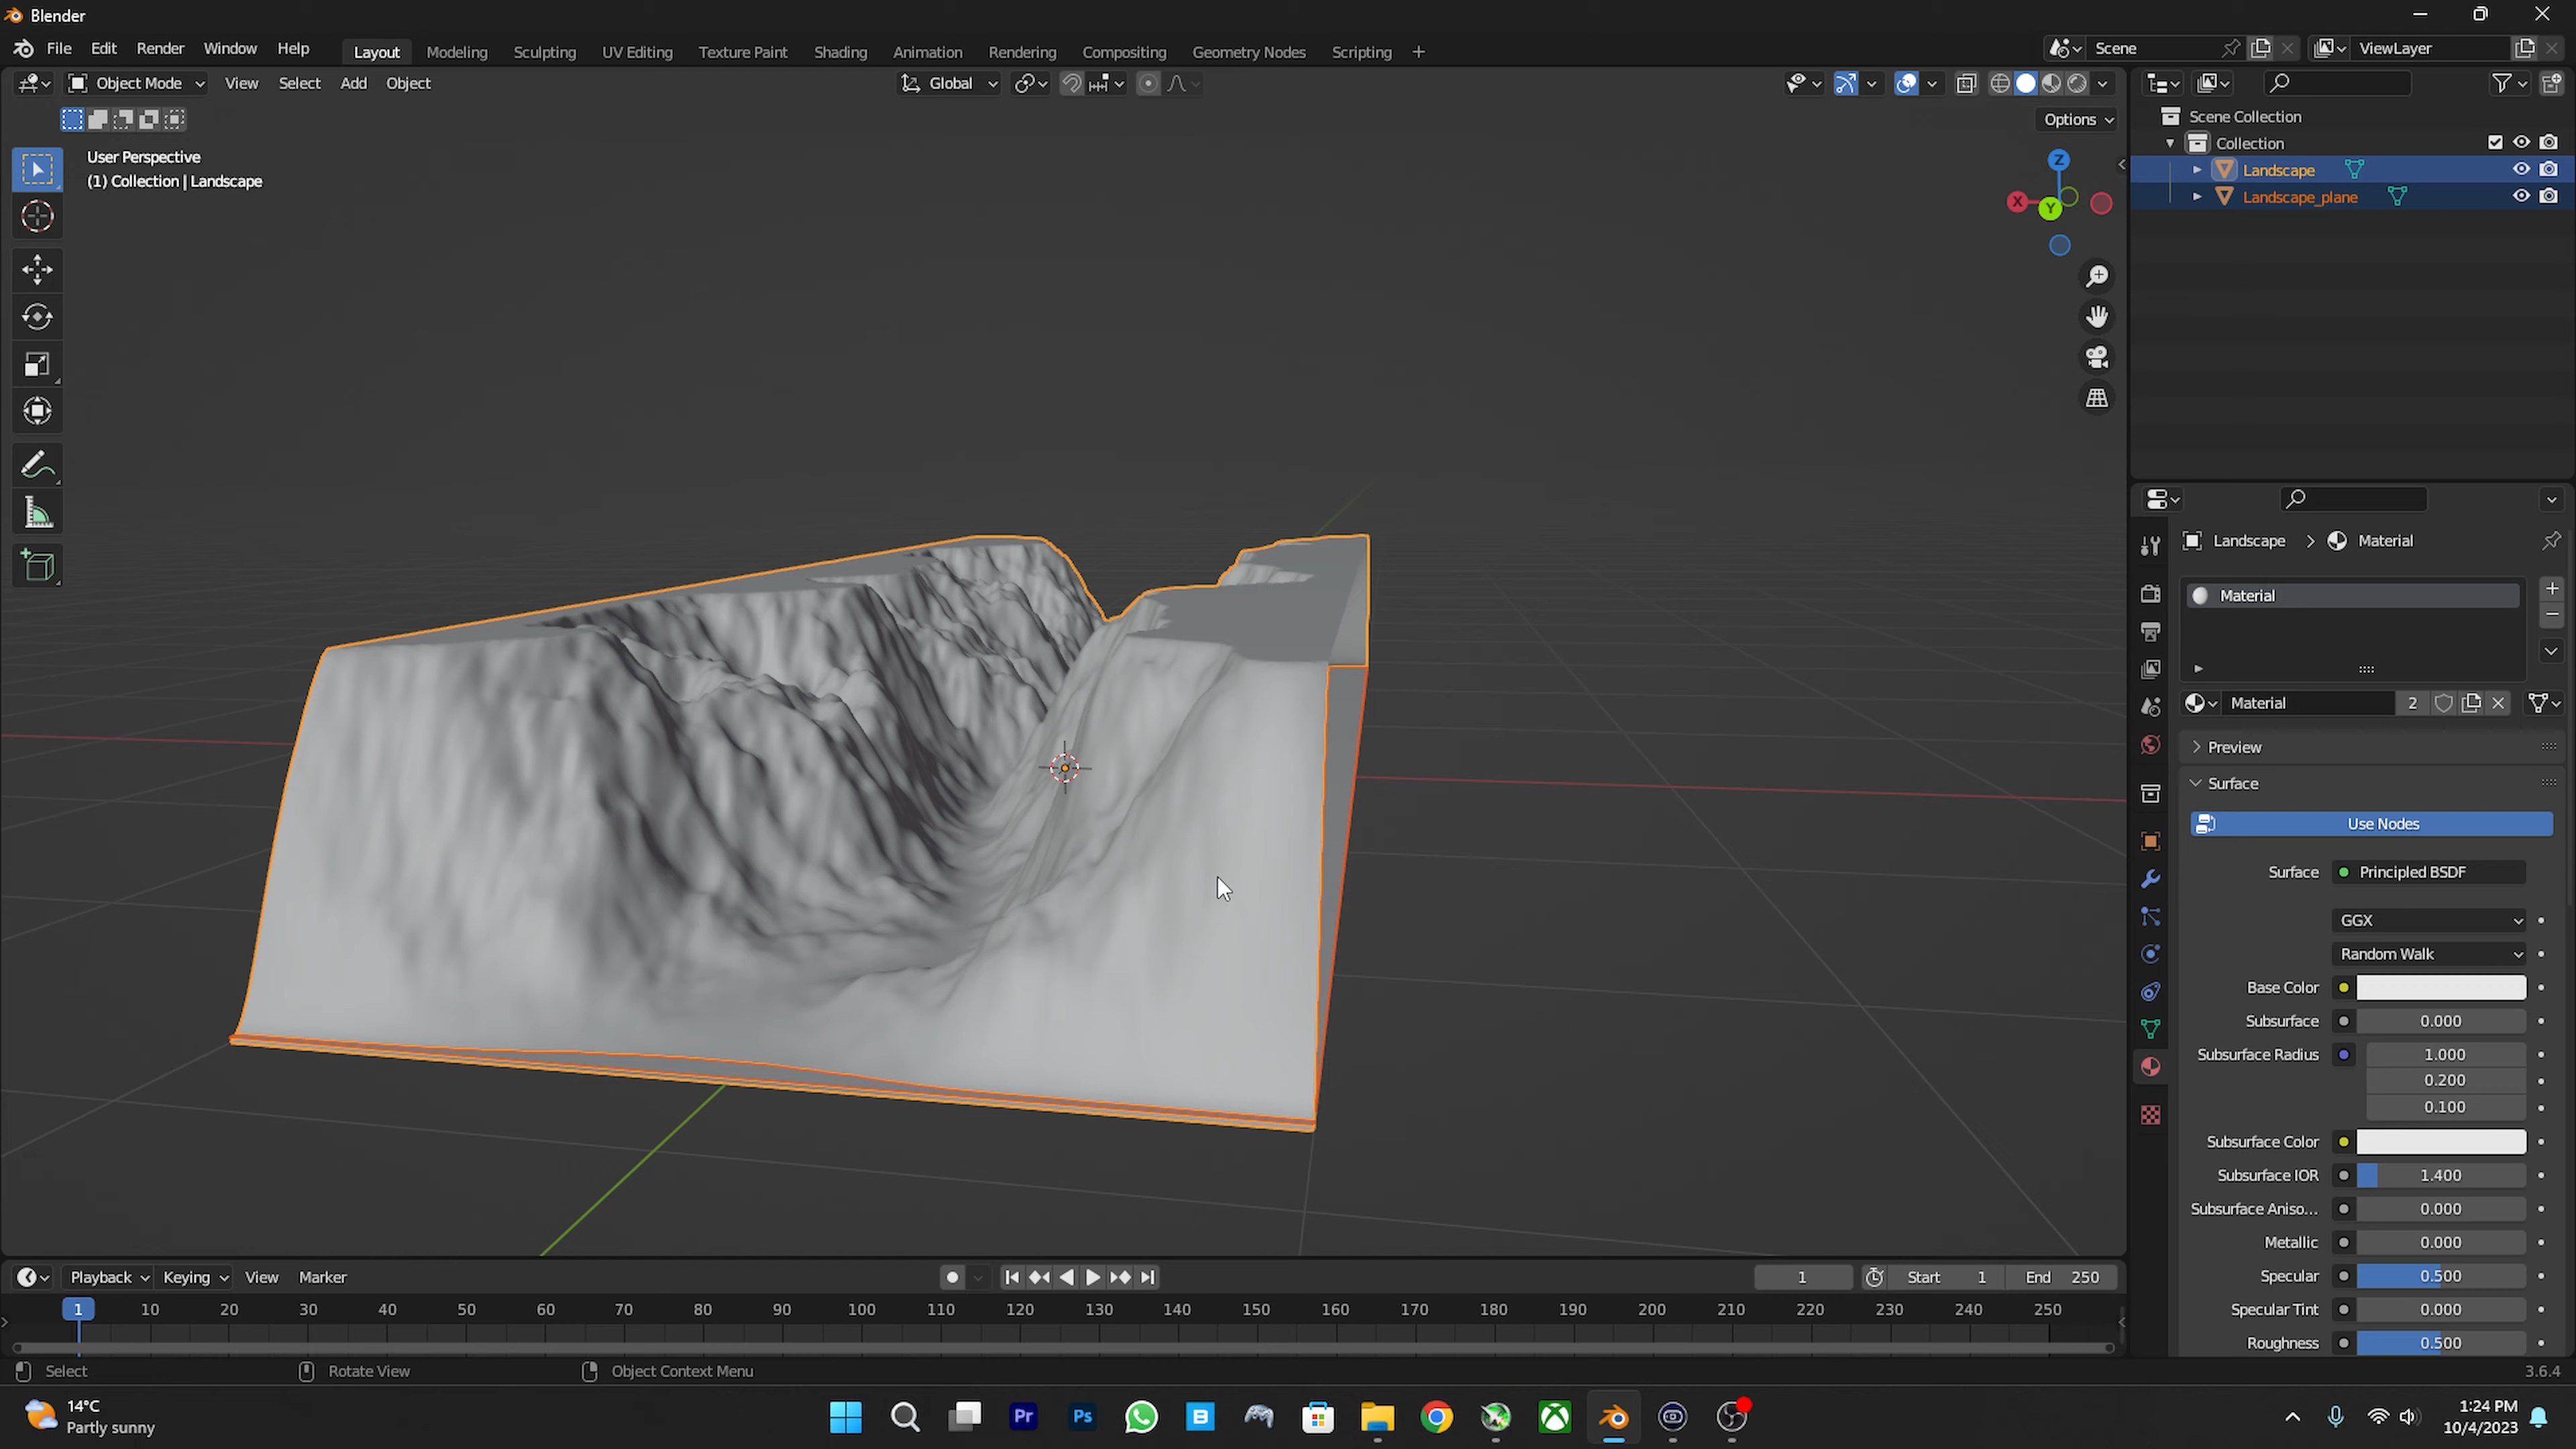 Blender
File Edit Render Window Help Layout Modeling Sculpting UV Editing Texture Paint Shading Animation Rendering Compositing Geometry Nodes Scripting + Scene ViewLayer
Object Mode View Select Add Object Global
Options
User Perspective
(1) Collection | Landscape
Z
X
Y
Scene Collection
Collection
Landscape
Landscape_plane
Landscape > Material
Material
Material 2
Preview
Surface
Use Nodes
Surface Principled BSDF
GGX
Random Walk
Base Color
Subsurface 0.000
Subsurface Radius 1.000
0.200
0.100
Subsurface Color
Subsurface IOR 1.400
Subsurface Aniso... 0.000
Metallic 0.000
Specular 0.500
Specular Tint 0.000
Roughness 0.500
Playback Keying View Marker 1 Start 1 End 250
1 10 20 30 40 50 60 70 80 90 100 110 120 130 140 150 160 170 180 190 200 210 220 230 240 250
Select Rotate View Object Context Menu 3.6.4
14°C
Partly sunny
Pr Ps B
1:24 PM
10/4/2023